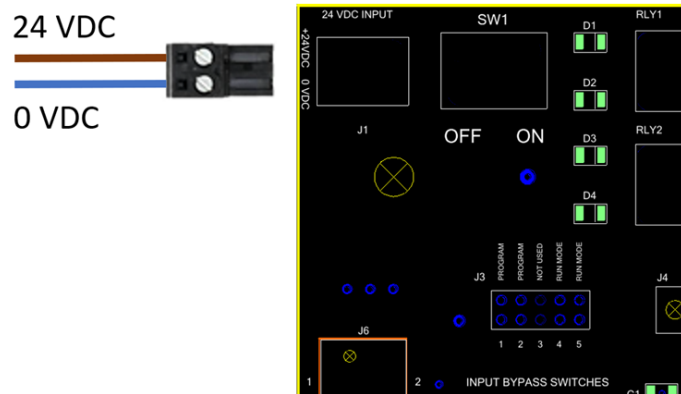 24 VDC
0 VDC
24 VDC INPUT
+24VDC
0 VDC
SW1
OFF ON
J1
D1
D2
D3
D4
RLY1
RLY2
PROGRAM
PROGRAM
NOT USED
RUN MODE
RUN MODE
J3
J4
1 2 3 4 5
J6
1 2
INPUT BYPASS SWITCHES
C1